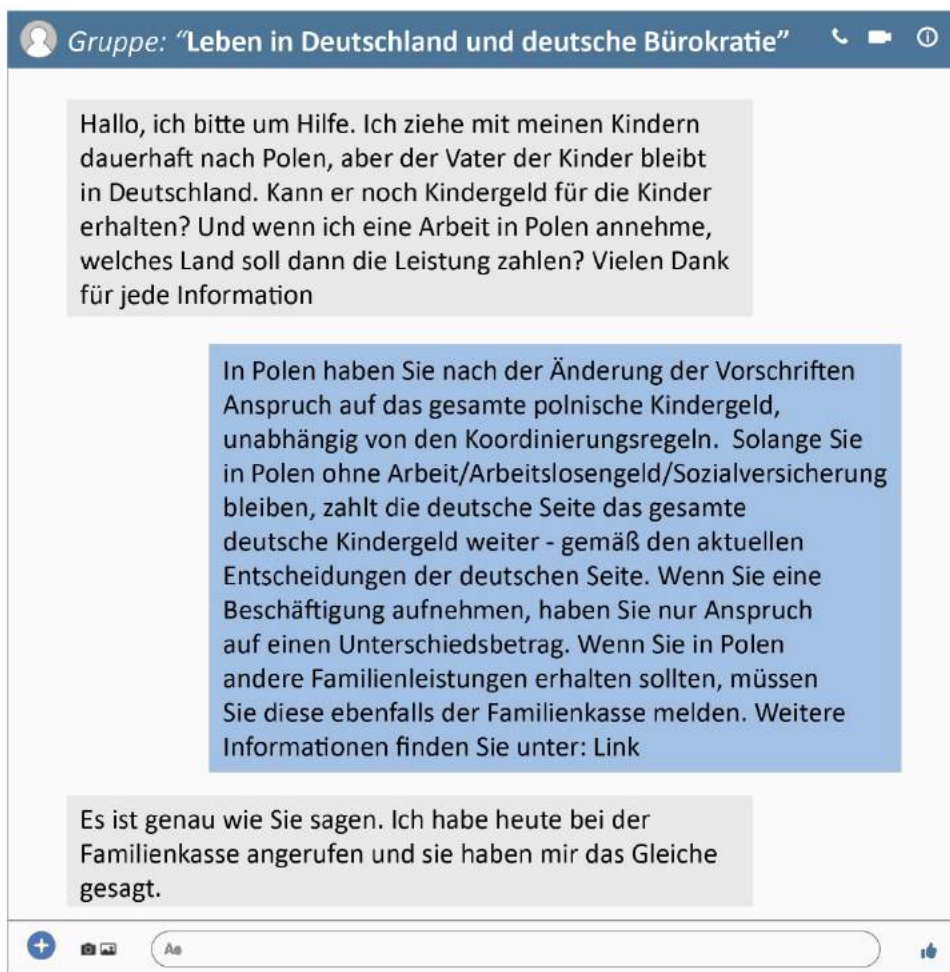 Gruppe: “Leben in Deutschland und deutsche Bürokratie”
Hallo, ich bitte um Hilfe. Ich ziehe mit meinen Kindern
dauerhaft nach Polen, aber der Vater der Kinder bleibt
in Deutschland. Kann er noch Kindergeld für die Kinder
erhalten? Und wenn ich eine Arbeit in Polen annehme,
welches Land soll dann die Leistung zahlen? Vielen Dank
für jede Information
In Polen haben Sie nach der Änderung der Vorschriften
Anspruch auf das gesamte polnische Kindergeld,
unabhängig von den Koordinierungsregeln. Solange Sie
in Polen ohne Arbeit/Arbeitslosengeld/Sozialversicherung
bleiben, zahlt die deutsche Seite das gesamte
deutsche Kindergeld weiter - gemäß den aktuellen
Entscheidungen der deutschen Seite. Wenn Sie eine
Beschäftigung aufnehmen, haben Sie nur Anspruch
auf einen Unterschiedsbetrag. Wenn Sie in Polen
andere Familienleistungen erhalten sollten, müssen
Sie diese ebenfalls der Familienkasse melden. Weitere
Informationen finden Sie unter: Link
Es ist genau wie Sie sagen. Ich habe heute bei der
Familienkasse angerufen und sie haben mir das Gleiche
gesagt.
Aa